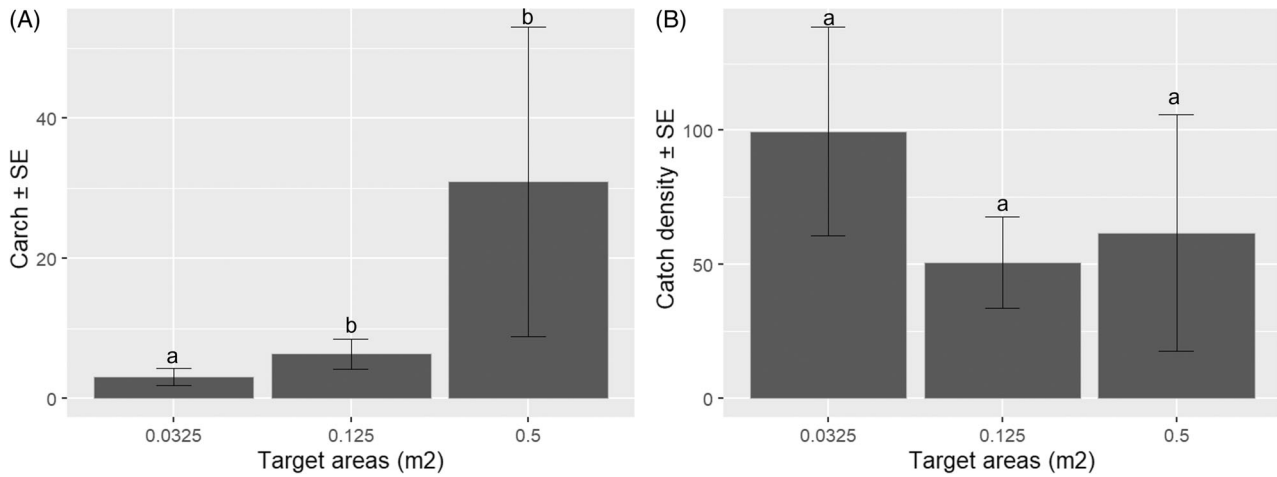 (A)
Carch ± SE
40
20
0
a
b
b
0.0325
0.125
0.5
Target areas (m2)
(B)
Catch density ± SE
100
50
0
a
a
a
0.0325
0.125
0.5
Target areas (m2)